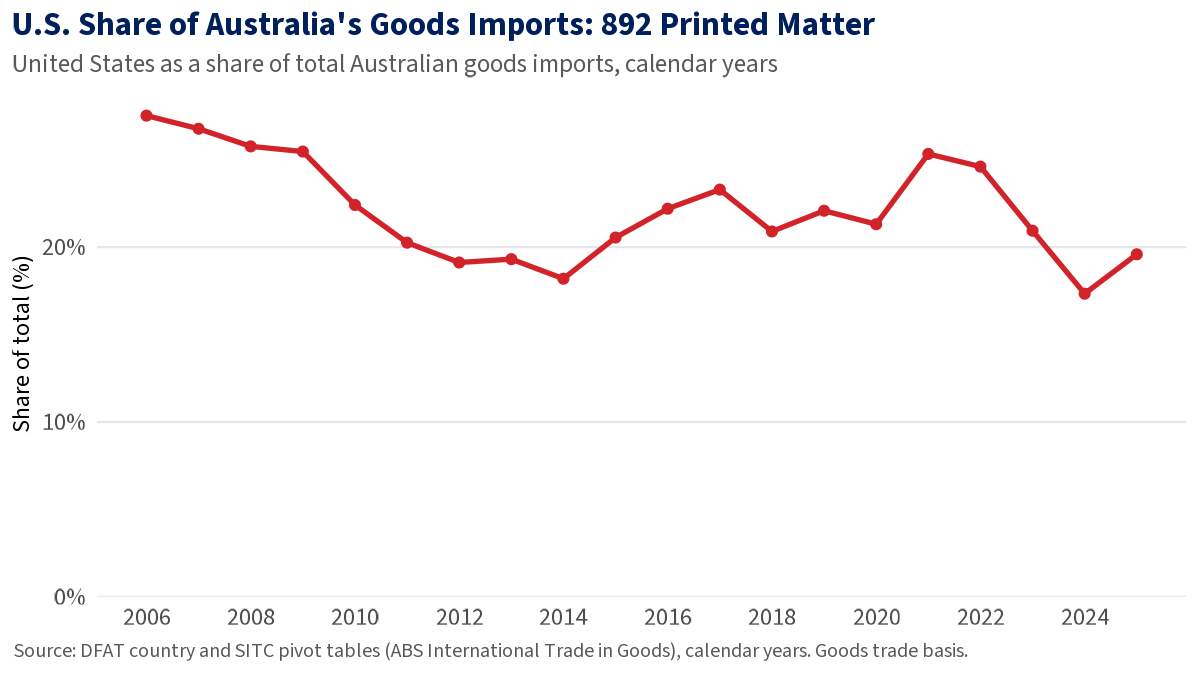 U.S. Share of Australia's Goods Imports: 892 Printed Matter
United States as a share of total Australian goods imports, calendar years
Share of total (%)
20%
10%
0%
2006 2008 2010 2012 2014 2016 2018 2020 2022 2024
Source: DFAT country and SITC pivot tables (ABS International Trade in Goods), calendar years. Goods trade basis.